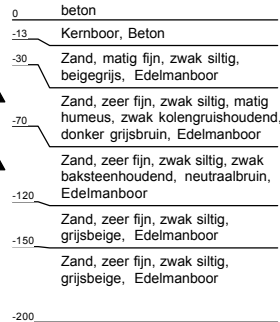 0 beton
-13 Kernboor, Beton
-30 Zand, matig fijn, zwak siltig,
beigegrijs, Edelmanboor
Zand, zeer fijn, zwak siltig, matig
humeus, zwak kolengruishoudend,
-70 donker grijsbruin, Edelmanboor
Zand, zeer fijn, zwak siltig, zwak
baksteenhoudend, neutraalbruin,
-120 Edelmanboor
Zand, zeer fijn, zwak siltig,
grijsbeige, Edelmanboor
-150
Zand, zeer fijn, zwak siltig,
grijsbeige, Edelmanboor
-200